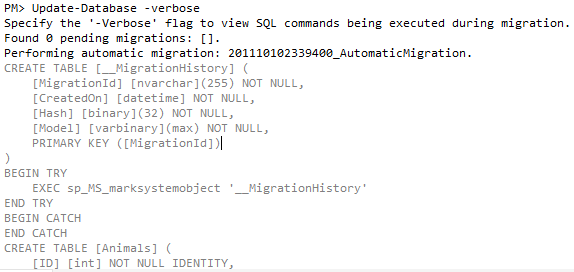 PM> Update-Database -verbose
Specify the '-Verbose' flag to view SQL commands being executed during migration.
Found 0 pending migrations: [].
Performing automatic migration: 201110102339400_AutomaticMigration.
CREATE TABLE [__MigrationHistory] (
    [MigrationId] [nvarchar](255) NOT NULL,
    [CreatedOn] [datetime] NOT NULL,
    [Hash] [binary](32) NOT NULL,
    [Model] [varbinary](max) NOT NULL,
    PRIMARY KEY ([MigrationId])
)
BEGIN TRY
    EXEC sp_MS_marksystemobject '__MigrationHistory'
END TRY
BEGIN CATCH
END CATCH
CREATE TABLE [Animals] (
    [ID] [int] NOT NULL IDENTITY,